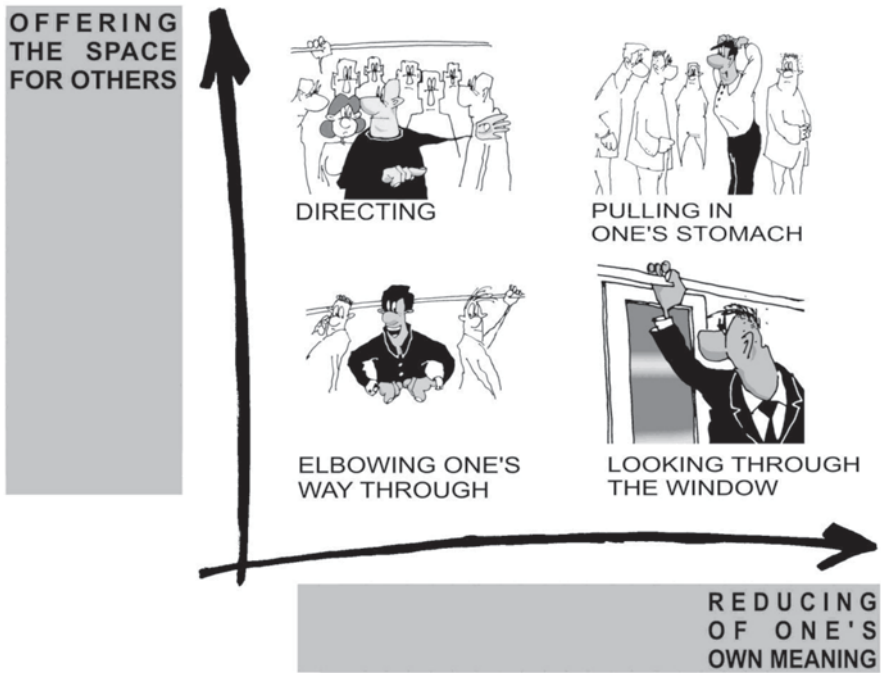 OFFERING
THE SPACE
FOR OTHERS
DIRECTING
PULLING IN
ONE'S STOMACH
ELBOWING ONE'S
WAY THROUGH
LOOKING THROUGH
THE WINDOW
REDUCING
OF ONE'S
OWN MEANING